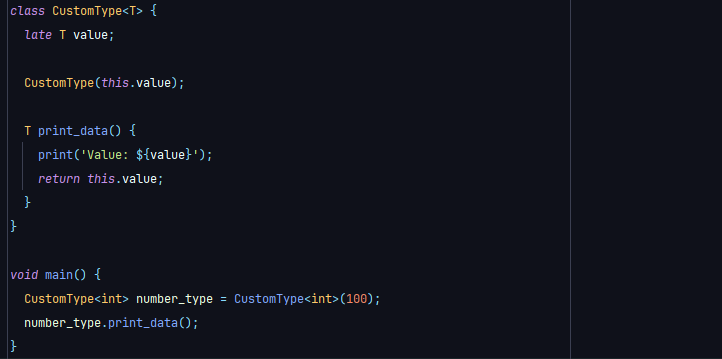 class CustomType<T> {
  late T value;

  CustomType(this.value);

  T print_data() {
    print('Value: ${value}');
    return this.value;
  }
}

void main() {
  CustomType<int> number_type = CustomType<int>(100);
  number_type.print_data();
}